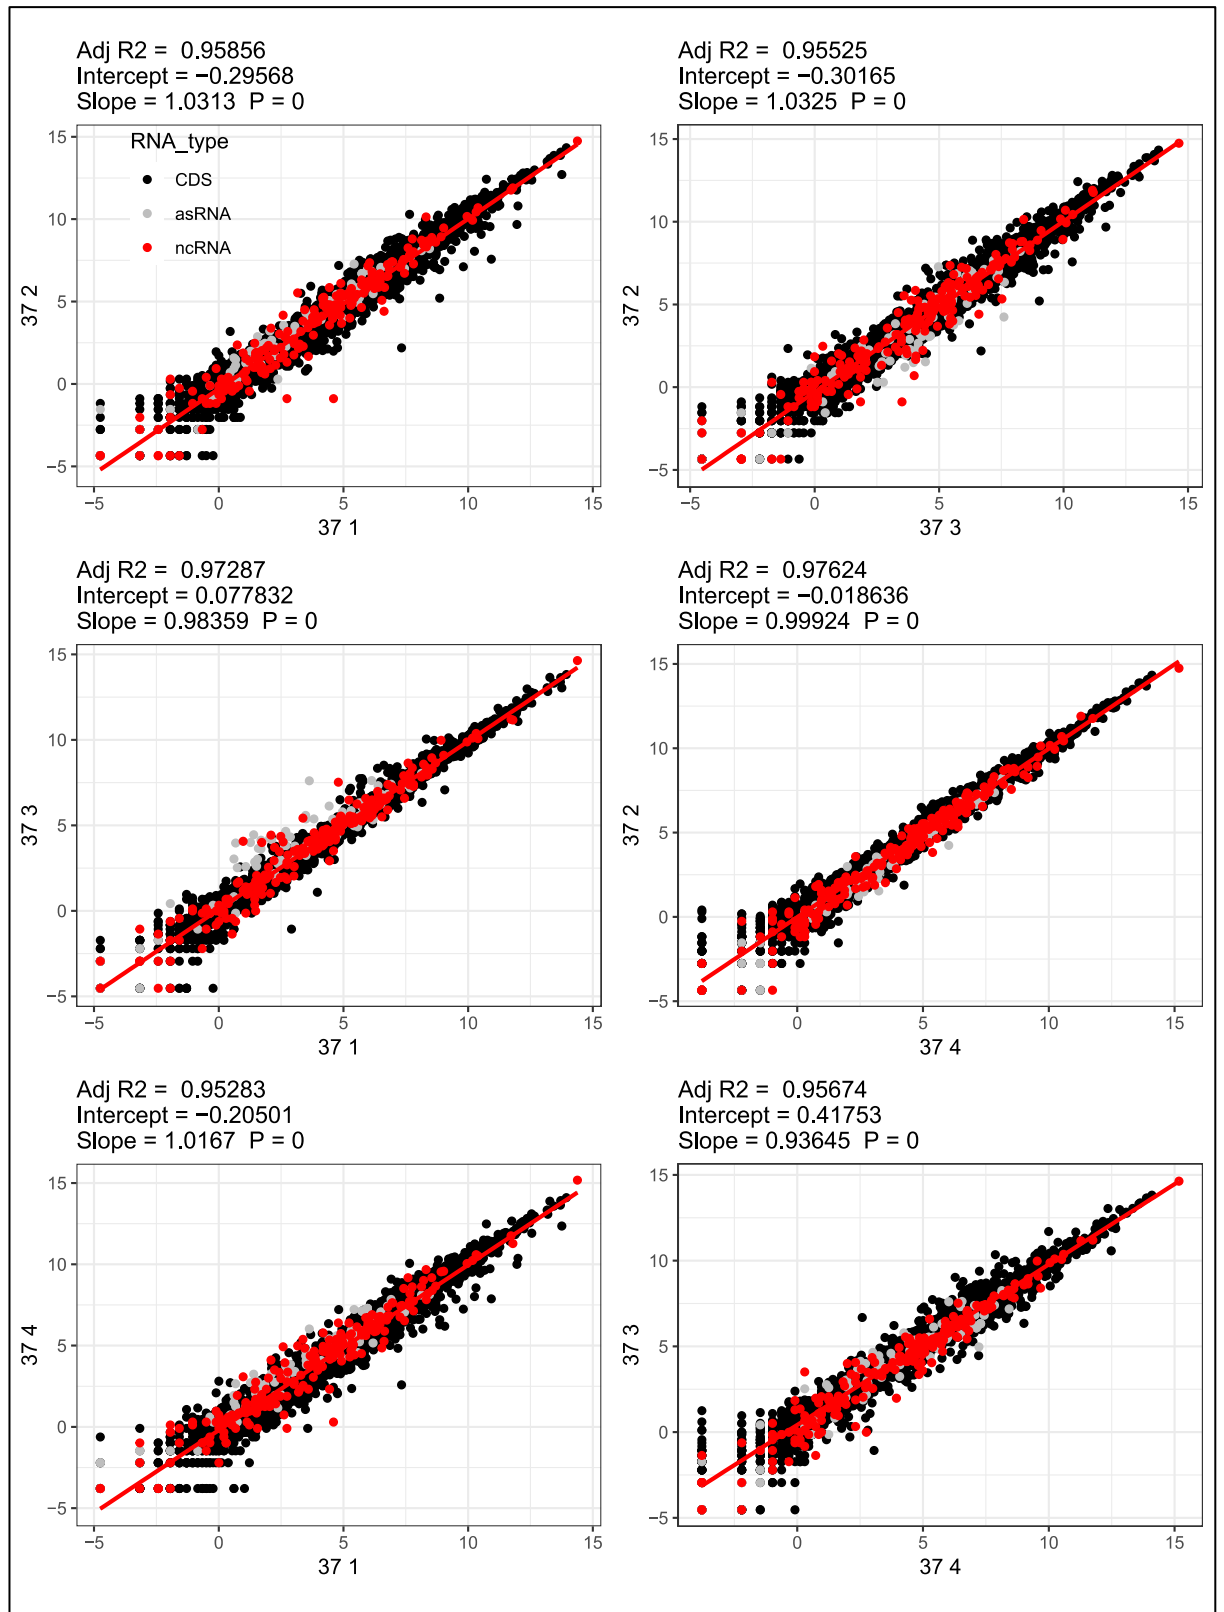 Adj R2 =  0.95856
Intercept = −0.29568
Slope = 1.0313  P = 0
RNA_type
CDS
asRNA
ncRNA
15
10
5
0
−5
37 2
−5 0 5 10 15
37 1
Adj R2 =  0.95525
Intercept = −0.30165
Slope = 1.0325  P = 0
15
10
5
0
−5
37 2
−5 0 5 10 15
37 3
Adj R2 =  0.97287
Intercept = 0.077832
Slope = 0.98359  P = 0
15
10
5
0
−5
37 3
−5 0 5 10 15
37 1
Adj R2 =  0.97624
Intercept = −0.018636
Slope = 0.99924  P = 0
15
10
5
0
−5
37 2
0 5 10 15
37 4
Adj R2 =  0.95283
Intercept = −0.20501
Slope = 1.0167  P = 0
15
10
5
0
−5
37 4
−5 0 5 10 15
37 1
Adj R2 =  0.95674
Intercept = 0.41753
Slope = 0.93645  P = 0
15
10
5
0
−5
37 3
0 5 10 15
37 4